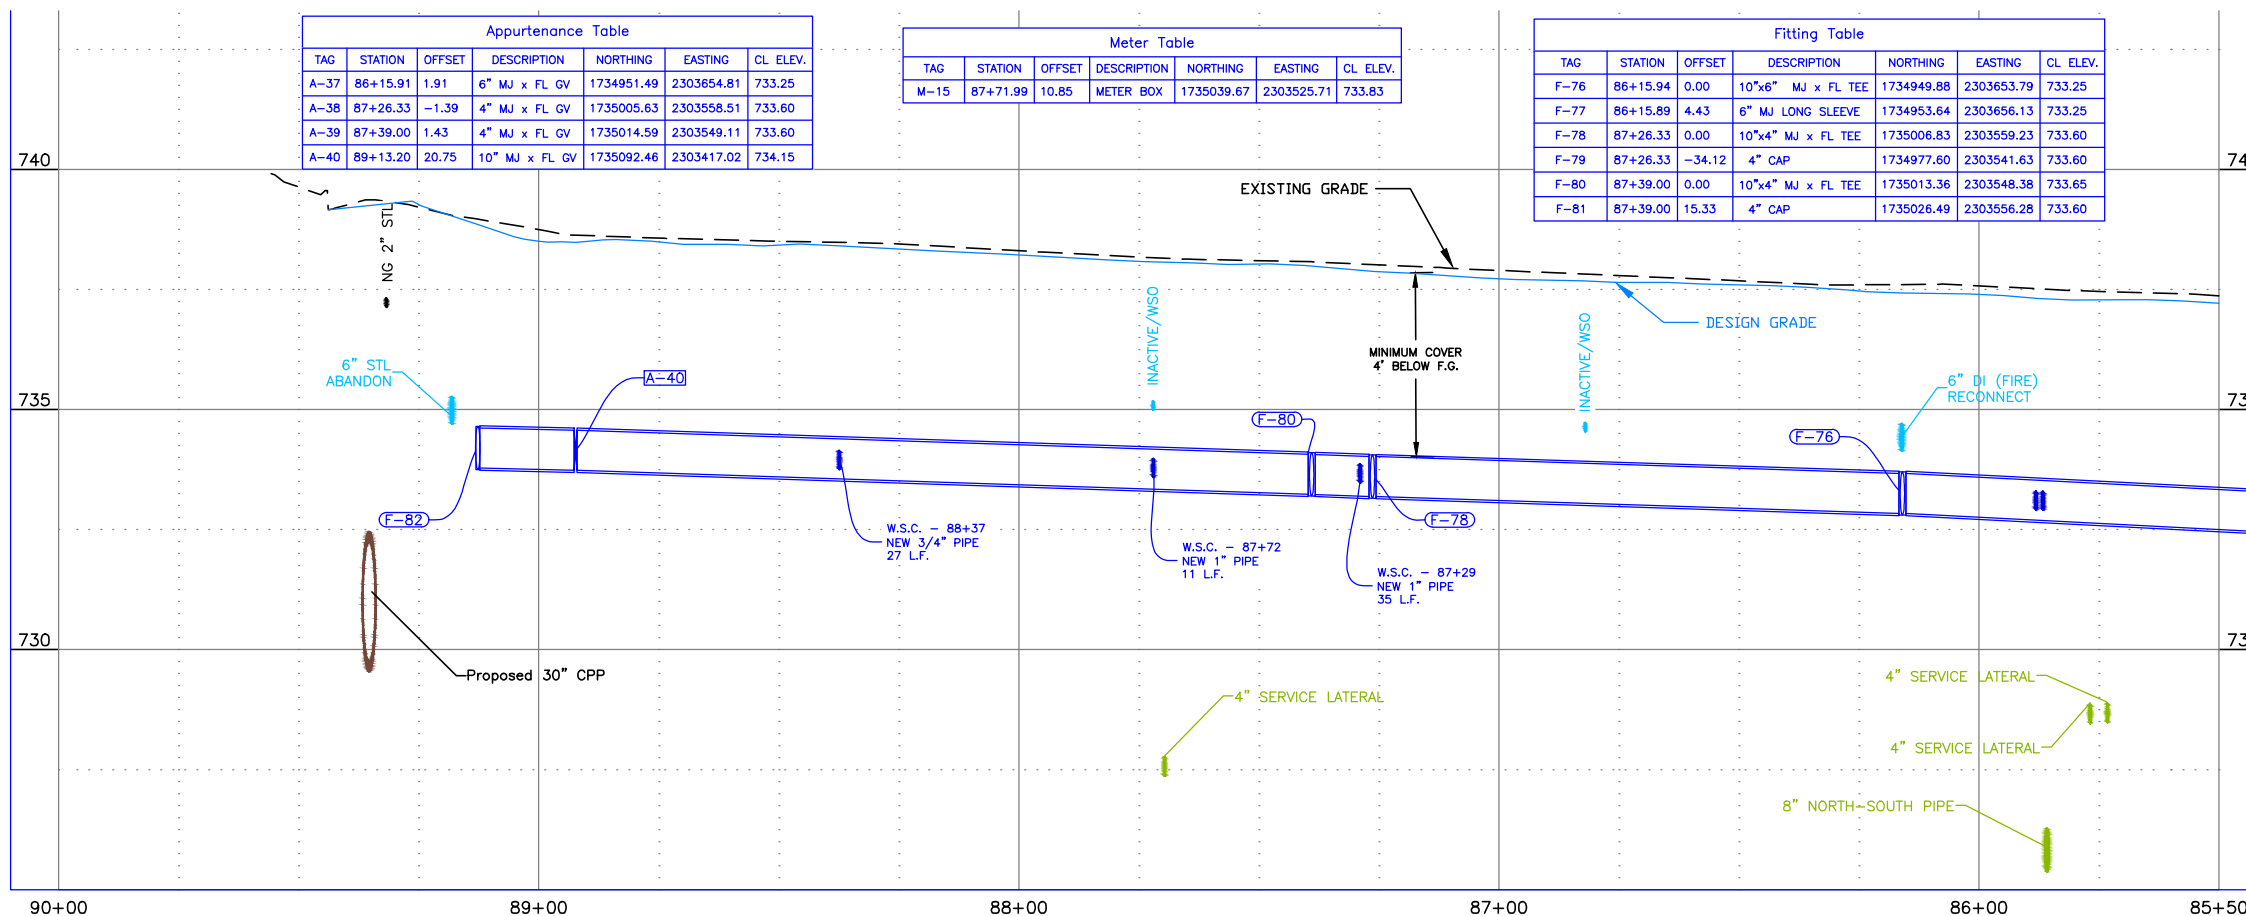 Appurtenance Table
TAG STATION OFFSET DESCRIPTION NORTHING EASTING CL ELEV.
A-37 86+15.91 1.91 6" MJ x FL GV 1734951.49 2303654.81 733.25
A-38 87+26.33 -1.39 4" MJ x FL GV 1735005.63 2303558.51 733.60
A-39 87+39.00 1.43 4" MJ x FL GV 1735014.59 2303549.11 733.60
A-40 89+13.20 20.75 10" MJ x FL GV 1735092.46 2303417.02 734.15
Meter Table
TAG STATION OFFSET DESCRIPTION NORTHING EASTING CL ELEV.
M-15 87+71.99 10.85 METER BOX 1735039.67 2303525.71 733.83
Fitting Table
TAG STATION OFFSET DESCRIPTION NORTHING EASTING CL ELEV.
F-76 86+15.94 0.00 10"x6" MJ x FL TEE 1734949.88 2303653.79 733.25
F-77 86+15.89 4.43 6" MJ LONG SLEEVE 1734953.64 2303656.13 733.25
F-78 87+26.33 0.00 10"x4" MJ x FL TEE 1735006.83 2303559.23 733.60
F-79 87+26.33 -34.12 4" CAP 1734977.60 2303541.63 733.60
F-80 87+39.00 0.00 10"x4" MJ x FL TEE 1735013.36 2303548.38 733.65
F-81 87+39.00 15.33 4" CAP 1735026.49 2303556.28 733.60
740
74
EXISTING GRADE
NG 2" STL
DESIGN GRADE
INACTIVE/WSO
INACTIVE/WSO
MINIMUM COVER
4' BELOW F.G.
6" STL
ABANDON
A-40
6" DI (FIRE)
RECONNECT
735
73
F-80
F-76
F-82
F-78
W.S.C. - 88+37
NEW 3/4" PIPE
27 L.F.
W.S.C. - 87+72
NEW 1" PIPE
11 L.F.
W.S.C. - 87+29
NEW 1" PIPE
35 L.F.
730
73
Proposed 30" CPP
4" SERVICE LATERAL
4" SERVICE LATERAL
4" SERVICE LATERAL
8" NORTH-SOUTH PIPE
90+00 89+00 88+00 87+00 86+00 85+50